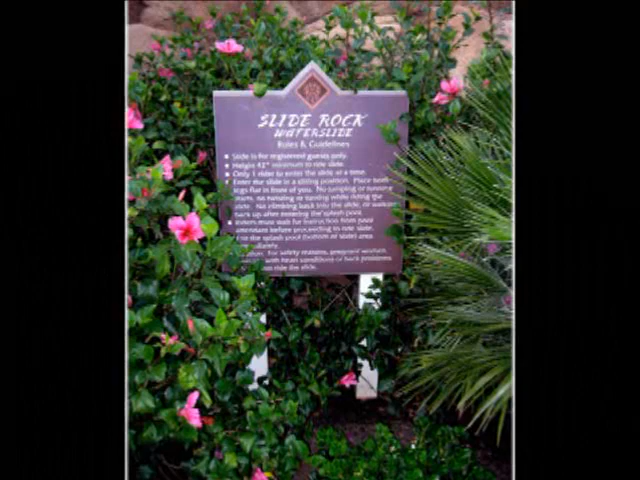 SLIDE ROCK
WATERSLIDE
Rules & Guidelines
Slide is for registered guests only.
Height 42" minimum to ride slide.
Only 1 rider to enter the slide at a time.
Enter the slide in a sitting position. Place both
legs flat in front of you. No jumping or running
starts, no twisting or turning while riding the
slide. No climbing back into the slide, or walking
back up after entering the splash pool.
Riders must wait for instruction from pool
attendant before proceeding to ride slide.
the splash pool (bottom of slide) area
For safety reasons, pregnant women,
with heart conditions or back problems
ride the slide.